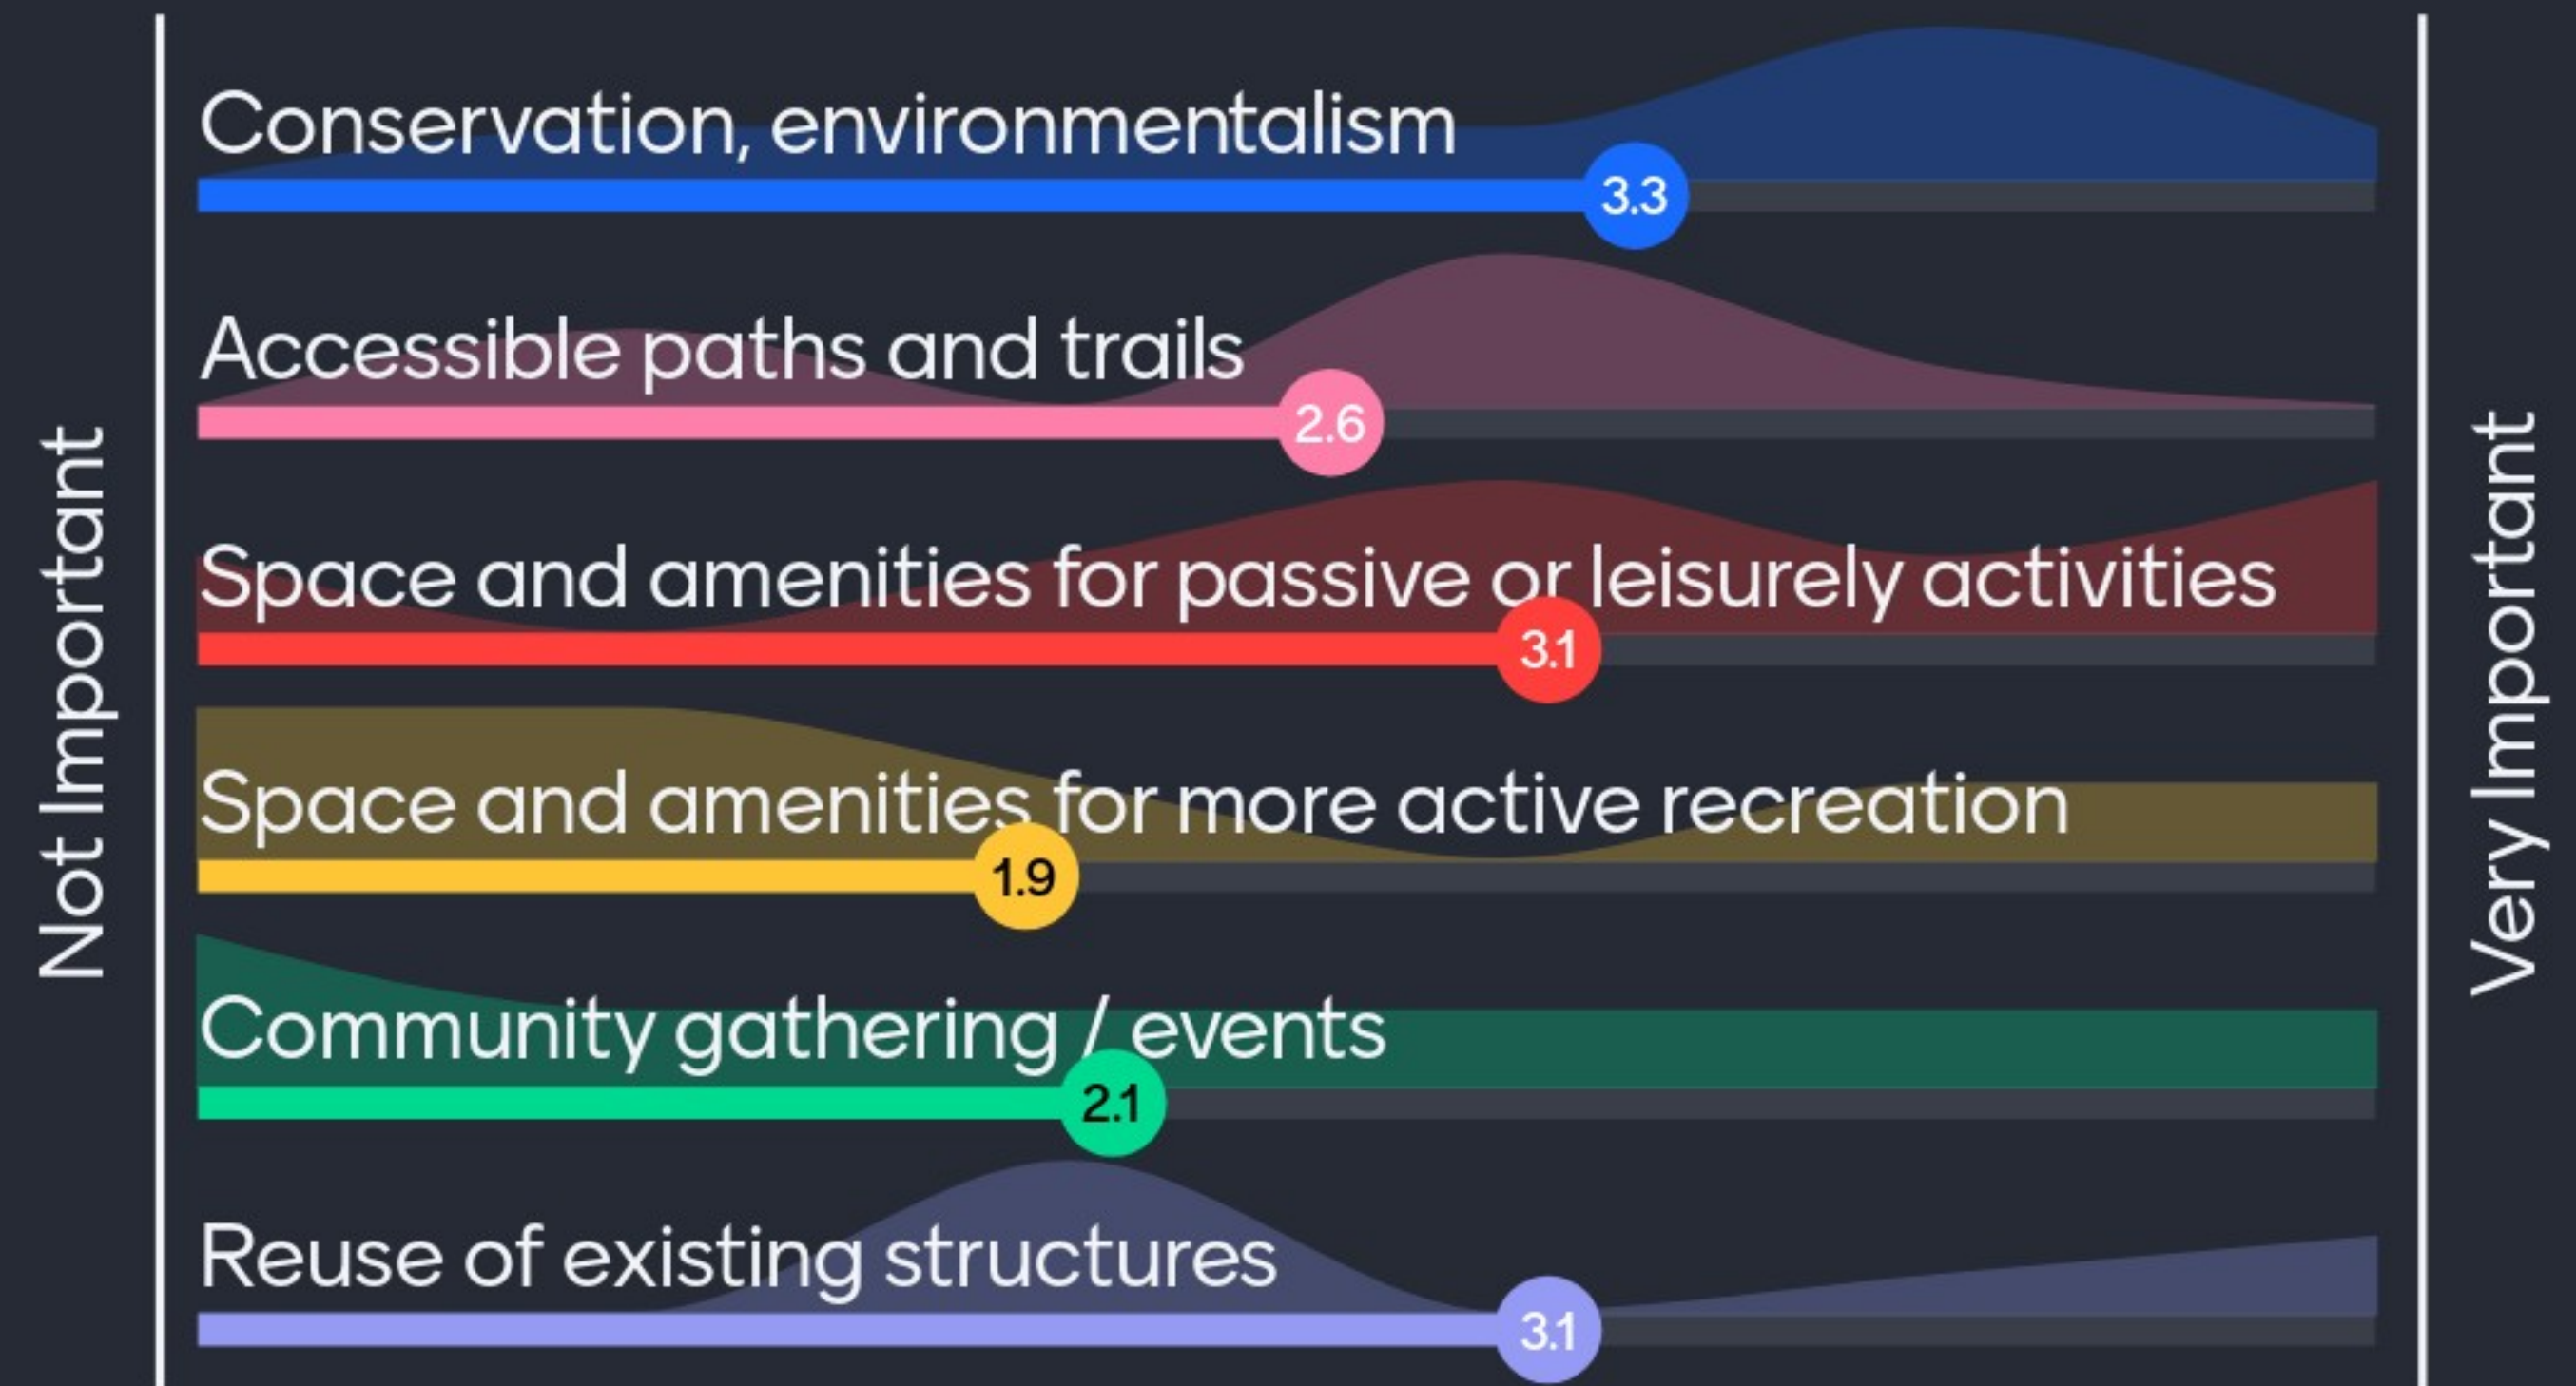 Not Important
Conservation, environmentalism
3.3
Accessible paths and trails
2.6
Space and amenities for passive or leisurely activities
3.1
Space and amenities for more active recreation
1.9
Community gathering / events
2.1
Reuse of existing structures
3.1
Very Important